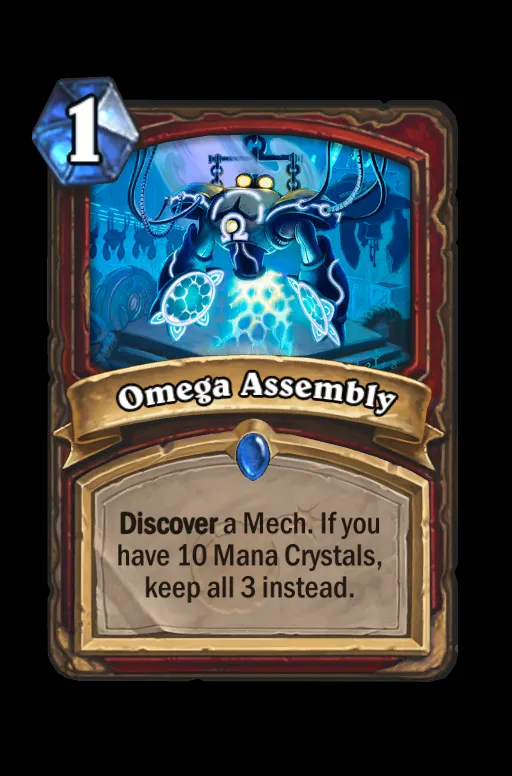 1
Ω
Omega Assembly
Discover a Mech. If you
have 10 Mana Crystals,
keep all 3 instead.